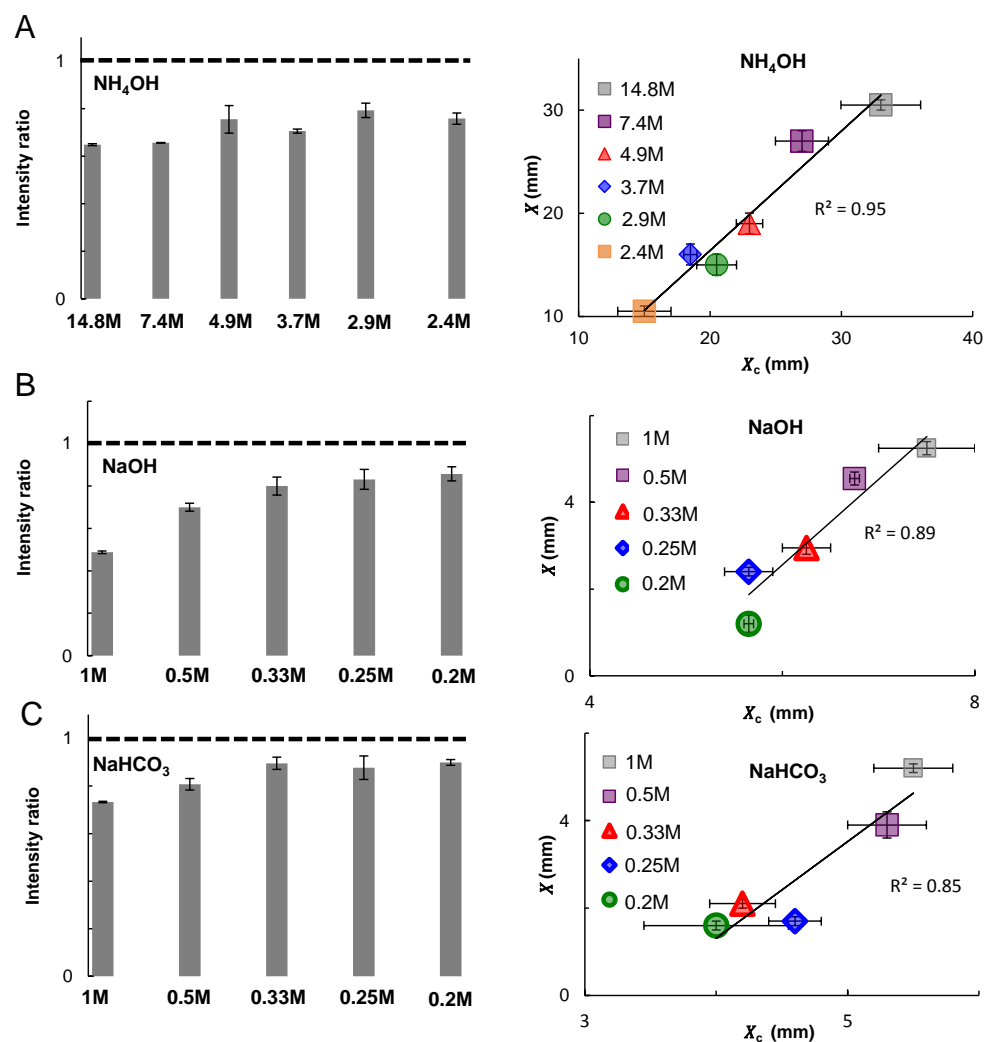 A
1
NH₄OH
Intensity ratio
0
14.8M 7.4M 4.9M 3.7M 2.9M 2.4M
NH₄OH
14.8M
7.4M
4.9M
3.7M
2.9M
2.4M
30
20
10
X (mm)
R² = 0.95
10 20 30 40
Xc (mm)
B
1
NaOH
Intensity ratio
0
1M 0.5M 0.33M 0.25M 0.2M
NaOH
1M
0.5M
0.33M
0.25M
0.2M
4
0
X (mm)
R² = 0.89
4 8
Xc (mm)
C
1
NaHCO₃
Intensity ratio
0
1M 0.5M 0.33M 0.25M 0.2M
NaHCO₃
1M
0.5M
0.33M
0.25M
0.2M
4
0
X (mm)
R² = 0.85
3 5
Xc (mm)